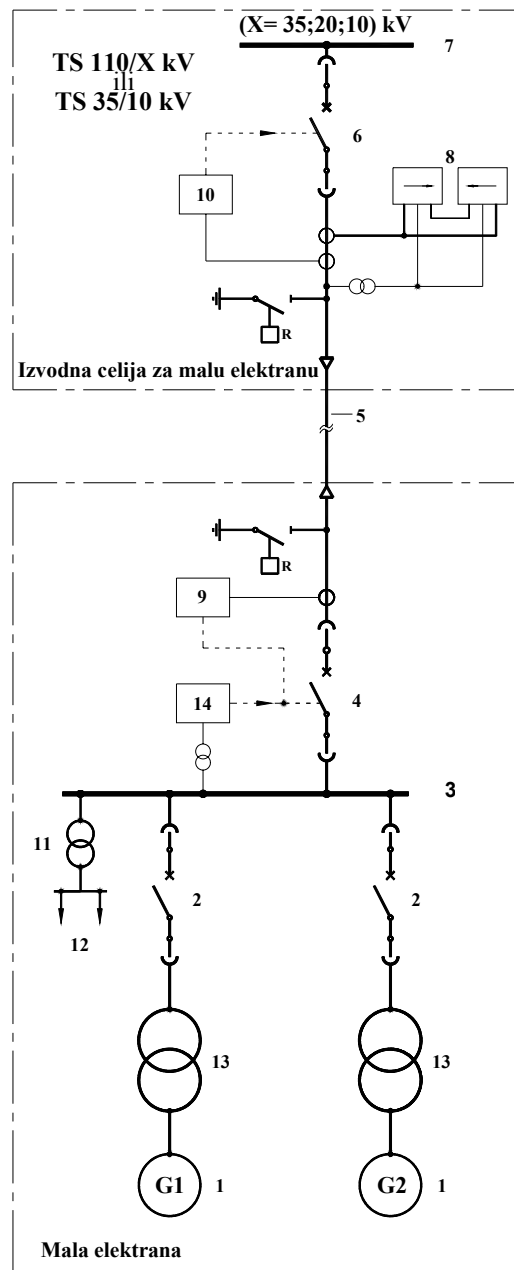 (X= 35;20;10) kV
7
TS 110/X kV
ili
TS 35/10 kV
6
8
10
R
Izvodna celija za malu elektranu
5
R
9
4
14
3
11
2
2
12
13
13
G1
1
G2
1
Mala elektrana